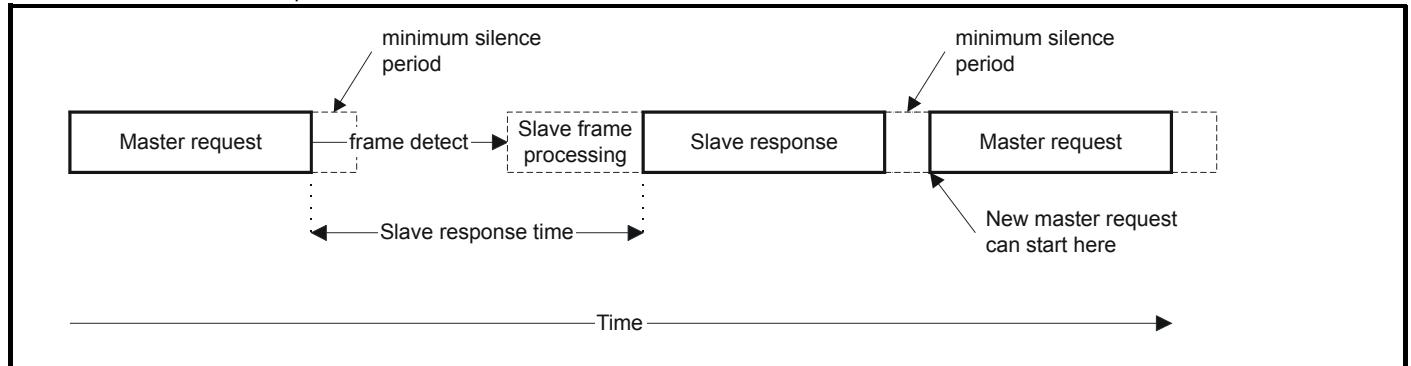 minimum silence
period
minimum silence
period
Master request
frame detect
Slave frame
processing
Slave response
Master request
Slave response time
New master request
can start here
Time